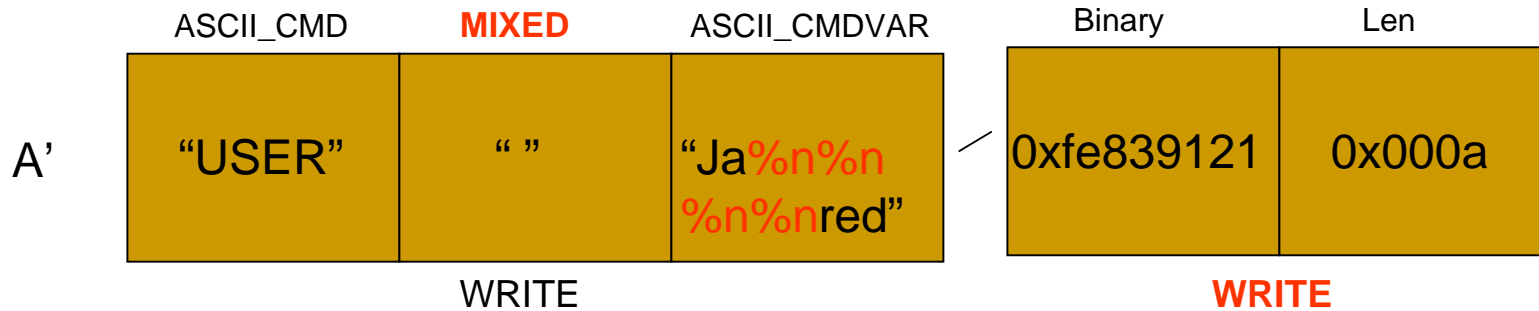 ASCII_CMD MIXED ASCII_CMDVAR Binary Len
A’ “USER” “ ” “Ja%n%n 0xfe839121 0x000a
%n%nred”
WRITE WRITE